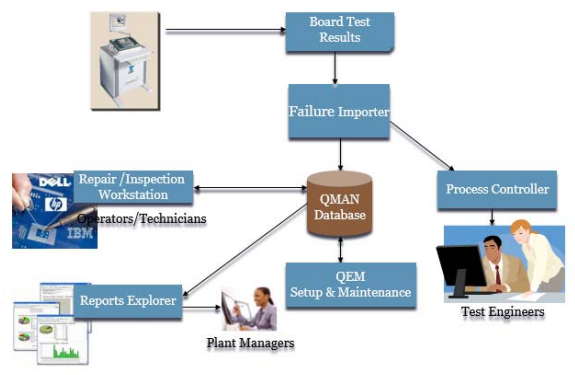 Board Test
Results
Failure Importer
Repair /Inspection
Workstation
Operators/Technicians
DELL
hp
IBM
QMAN
Database
Process Controller
QEM
Setup & Maintenance
Test Engineers
Reports Explorer
Plant Managers